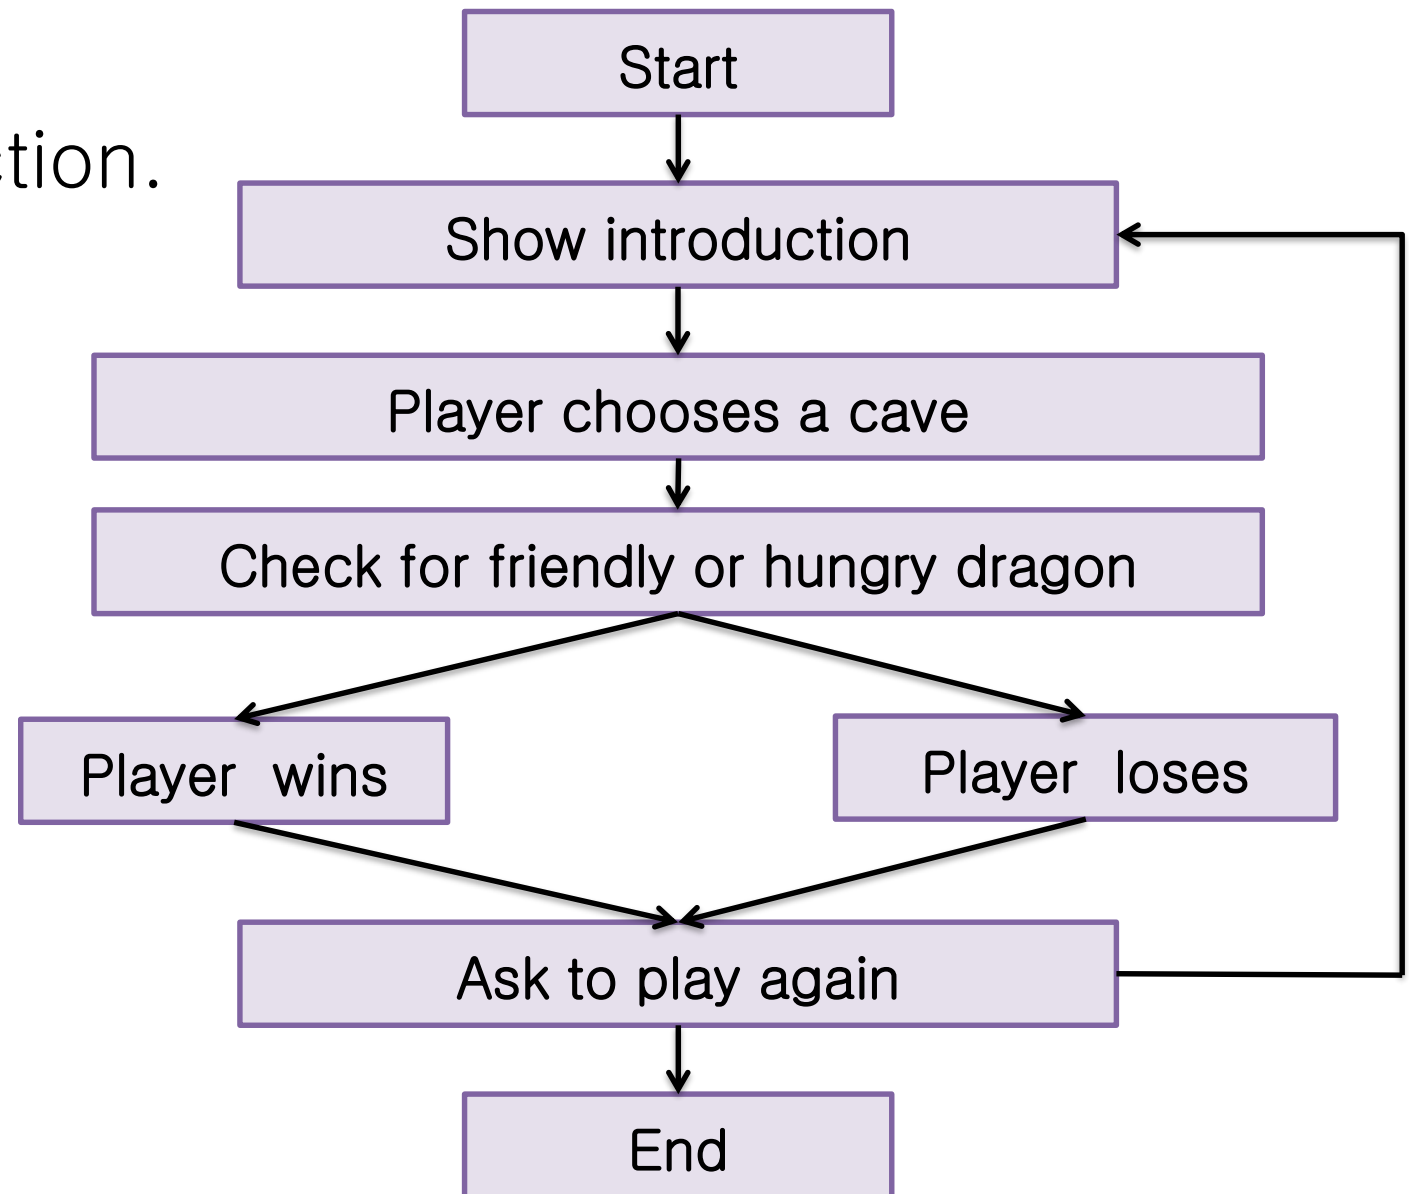 Start
ction.
Show introduction
Player chooses a cave
Check for friendly or hungry dragon
Player wins
Player loses
Ask to play again
End